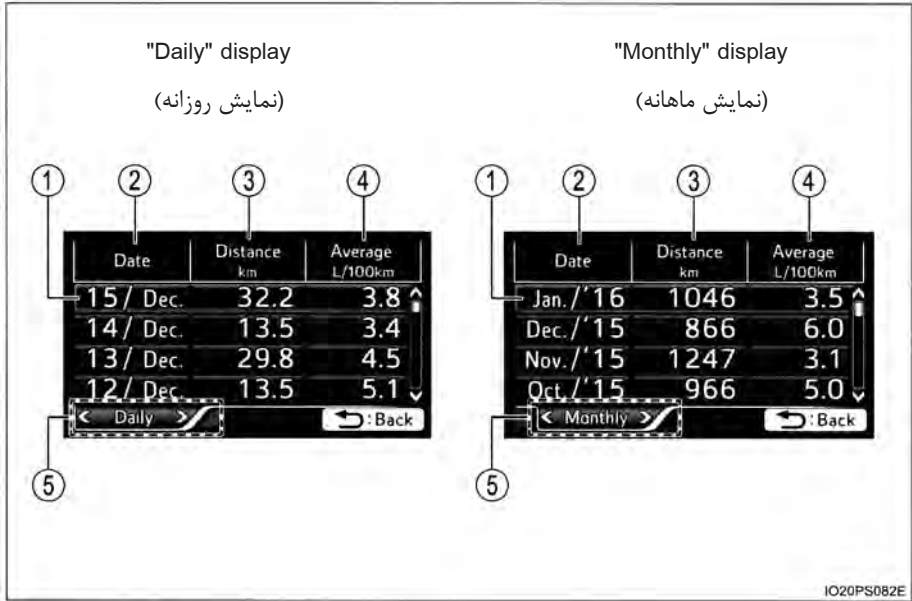 "Daily" display
(نمایش روزانه)
1 2 3 4
Date Distance km Average L/100km
15/ Dec. 32.2 3.8
14/ Dec. 13.5 3.4
13/ Dec. 29.8 4.5
12/ Dec. 13.5 5.1
< Daily > : Back
5
"Monthly" display
(نمایش ماهانه)
1 2 3 4
Date Distance km Average L/100km
Jan./'16 1046 3.5
Dec./'15 866 6.0
Nov./'15 1247 3.1
Oct./'15 966 5.0
< Monthly > : Back
5
IO20PS082E